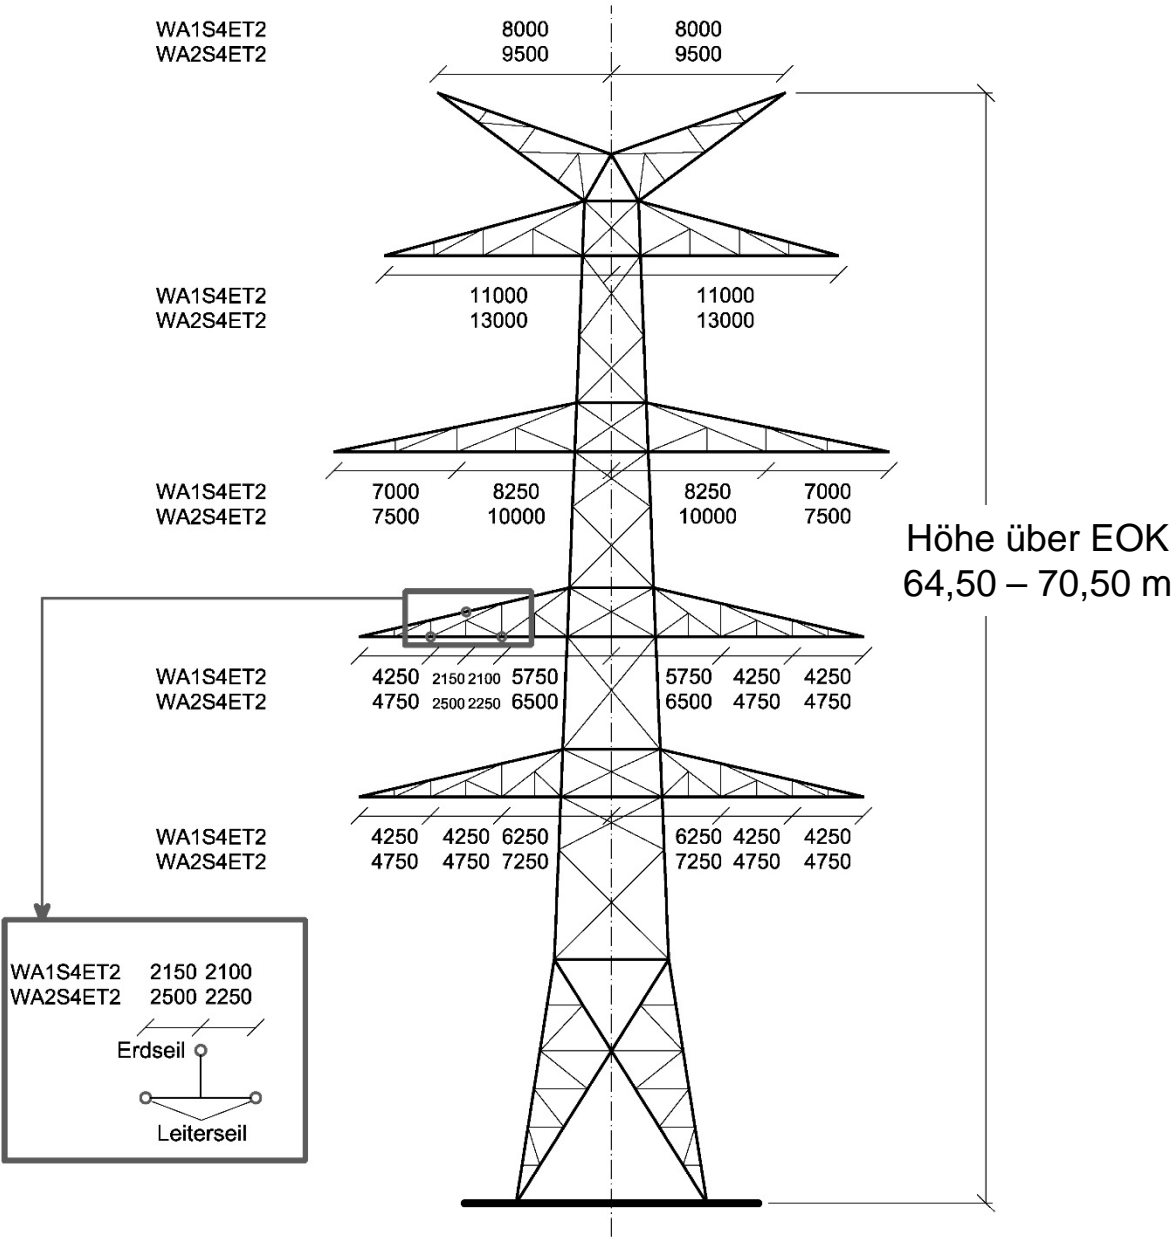 WA1S4ET2 8000 8000
WA2S4ET2 9500 9500
WA1S4ET2 11000 11000
WA2S4ET2 13000 13000
WA1S4ET2 7000 8250 8250 7000
WA2S4ET2 7500 10000 10000 7500
Höhe über EOK
64,50 – 70,50 m
WA1S4ET2 4250 2150 2100 5750 5750 4250 4250
WA2S4ET2 4750 2500 2250 6500 6500 4750 4750
WA1S4ET2 4250 4250 6250 6250 4250 4250
WA2S4ET2 4750 4750 7250 7250 4750 4750
WA1S4ET2 2150 2100
WA2S4ET2 2500 2250
Erdseil
Leiterseil